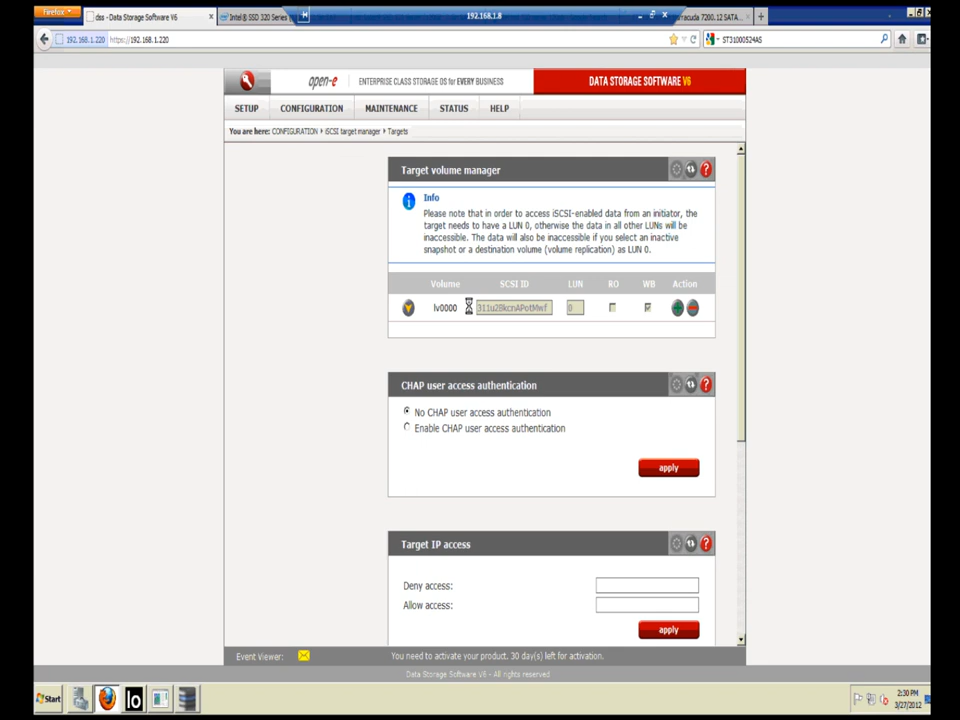 Firefox
dss - Data Storage Software V6
Intel® SSD 320 Series
192.168.1.8
arracuda 7200.12 SATA...
192.168.1.220 https://192.168.1.220
ST31000524AS
open-e
ENTERPRISE CLASS STORAGE OS for EVERY BUSINESS
DATA STORAGE SOFTWARE V6
SETUP CONFIGURATION MAINTENANCE STATUS HELP
You are here: CONFIGURATION iSCSI target manager Targets
Target volume manager
Info
Please note that in order to access iSCSI-enabled data from an initiator, the
target needs to have a LUN 0, otherwise the data in all other LUNs will be
inaccessible. The data will also be inaccessible if you select an inactive
snapshot or a destination volume (volume replication) as LUN 0.
Volume SCSI ID LUN RO WB Action
lv0000 311u2BkcnAPotMwf 0
CHAP user access authentication
No CHAP user access authentication
Enable CHAP user access authentication
apply
Target IP access
Deny access:
Allow access:
apply
Event Viewer: You need to activate your product. 30 day(s) left for activation.
Data Storage Software V6 - All rights reserved
Start
lo
2:30 PM
3/27/2012